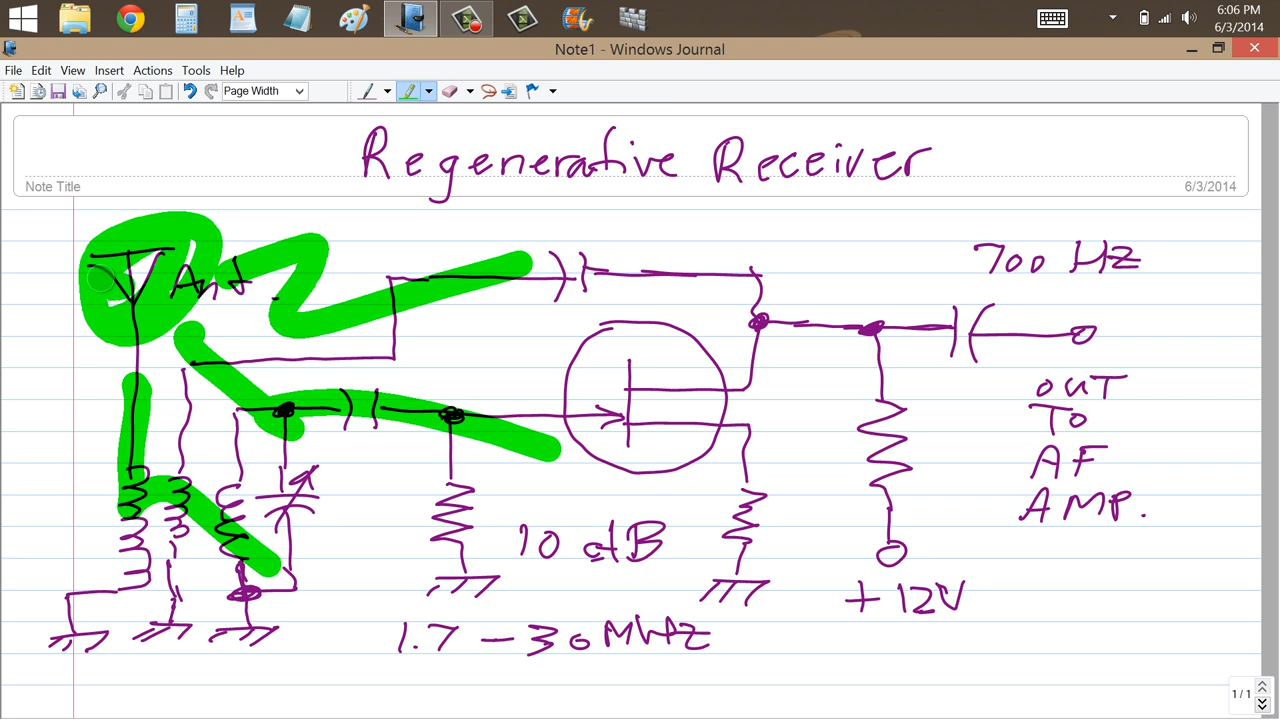 6:06 PM
6/3/2014
Note1 - Windows Journal
File Edit View Insert Actions Tools Help
Page Width
Regenerative Receiver
Note Title
6/3/2014
Ant.
700 HZ
OUT
TO
AF
AMP.
10 dB
+12V
1.7 - 30 MHZ
1 / 1